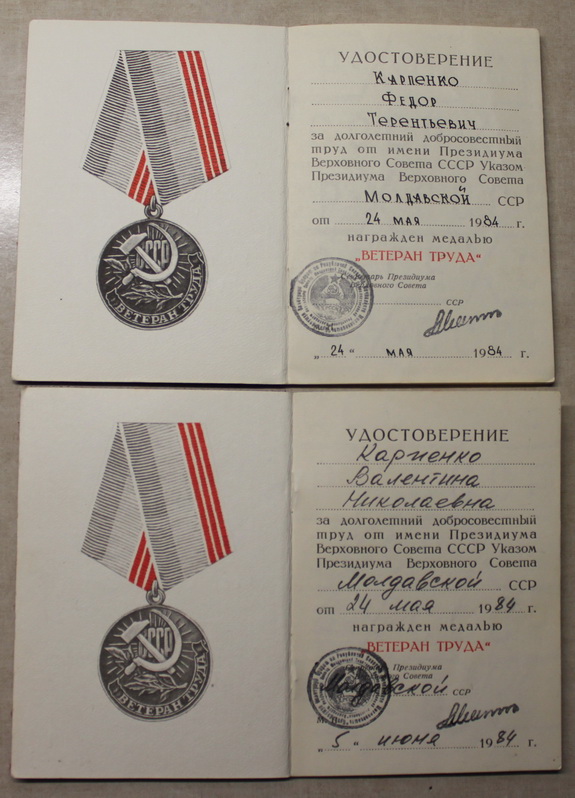 СССР
ВЕТЕРАН ТРУДА
УДОСТОВЕРЕНИЕ
Карпенко
Федор
Терентьевич
за долголетний добросовестный
труд от имени Президиума
Верховного Совета СССР Указом
Президиума Верховного Совета
Молдавской ССР
от 24 мая 1984 г.
награжден медалью
„ВЕТЕРАН ТРУДА“
Секретарь Президиума
Верховного Совета
ССР
„24“ мая 1984 г.
СССР
ВЕТЕРАН ТРУДА
УДОСТОВЕРЕНИЕ
Карпенко
Валентина
Николаевна
за долголетний добросовестный
труд от имени Президиума
Верховного Совета СССР Указом
Президиума Верховного Совета
Молдавской ССР
от 24 мая 1984 г.
награжден медалью
ВЕТЕРАН ТРУДА“
Президиума
Совета
Молдавской ССР
„5“ июня 1984 г.